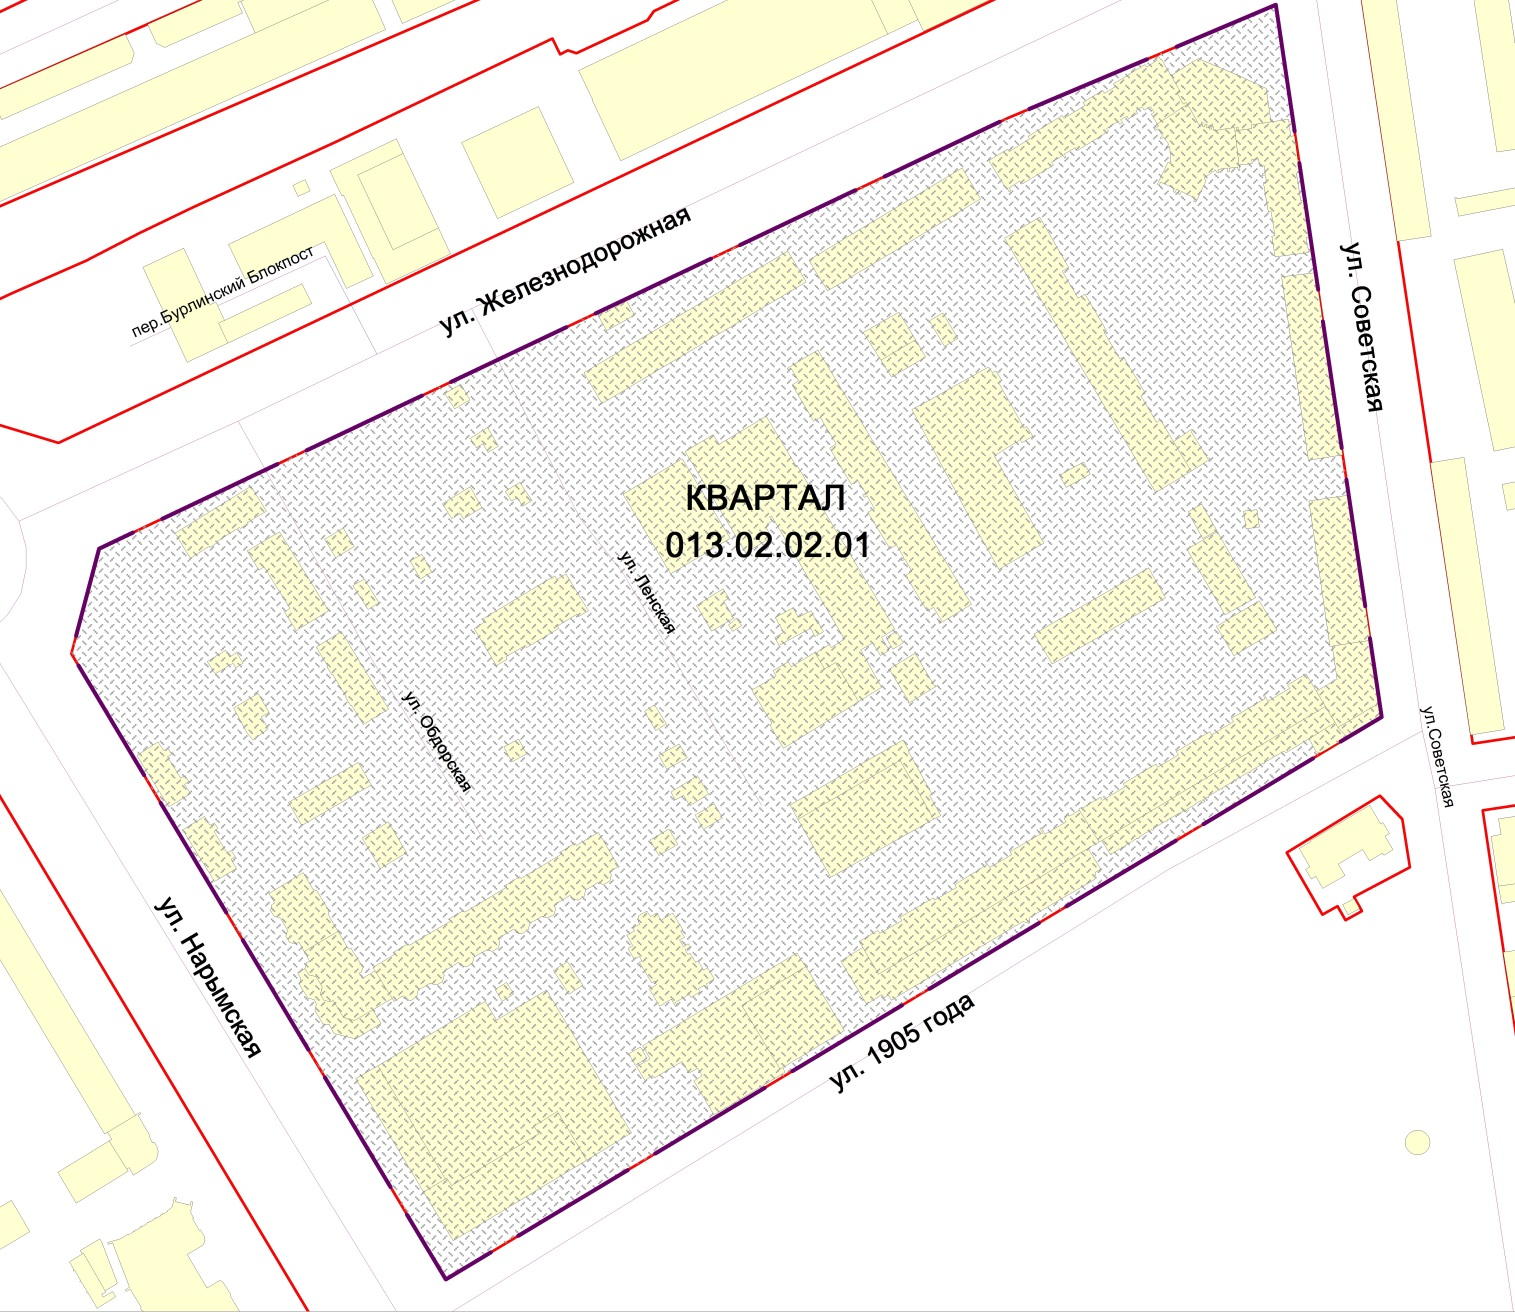 ул. Железнодорожная
пер.Бурлинский Блокпост
ул. Советская
КВАРТАЛ
013.02.02.01
ул. Ленская
ул. Обдорская
ул.Советская
ул. Нарымская
ул. 1905 года